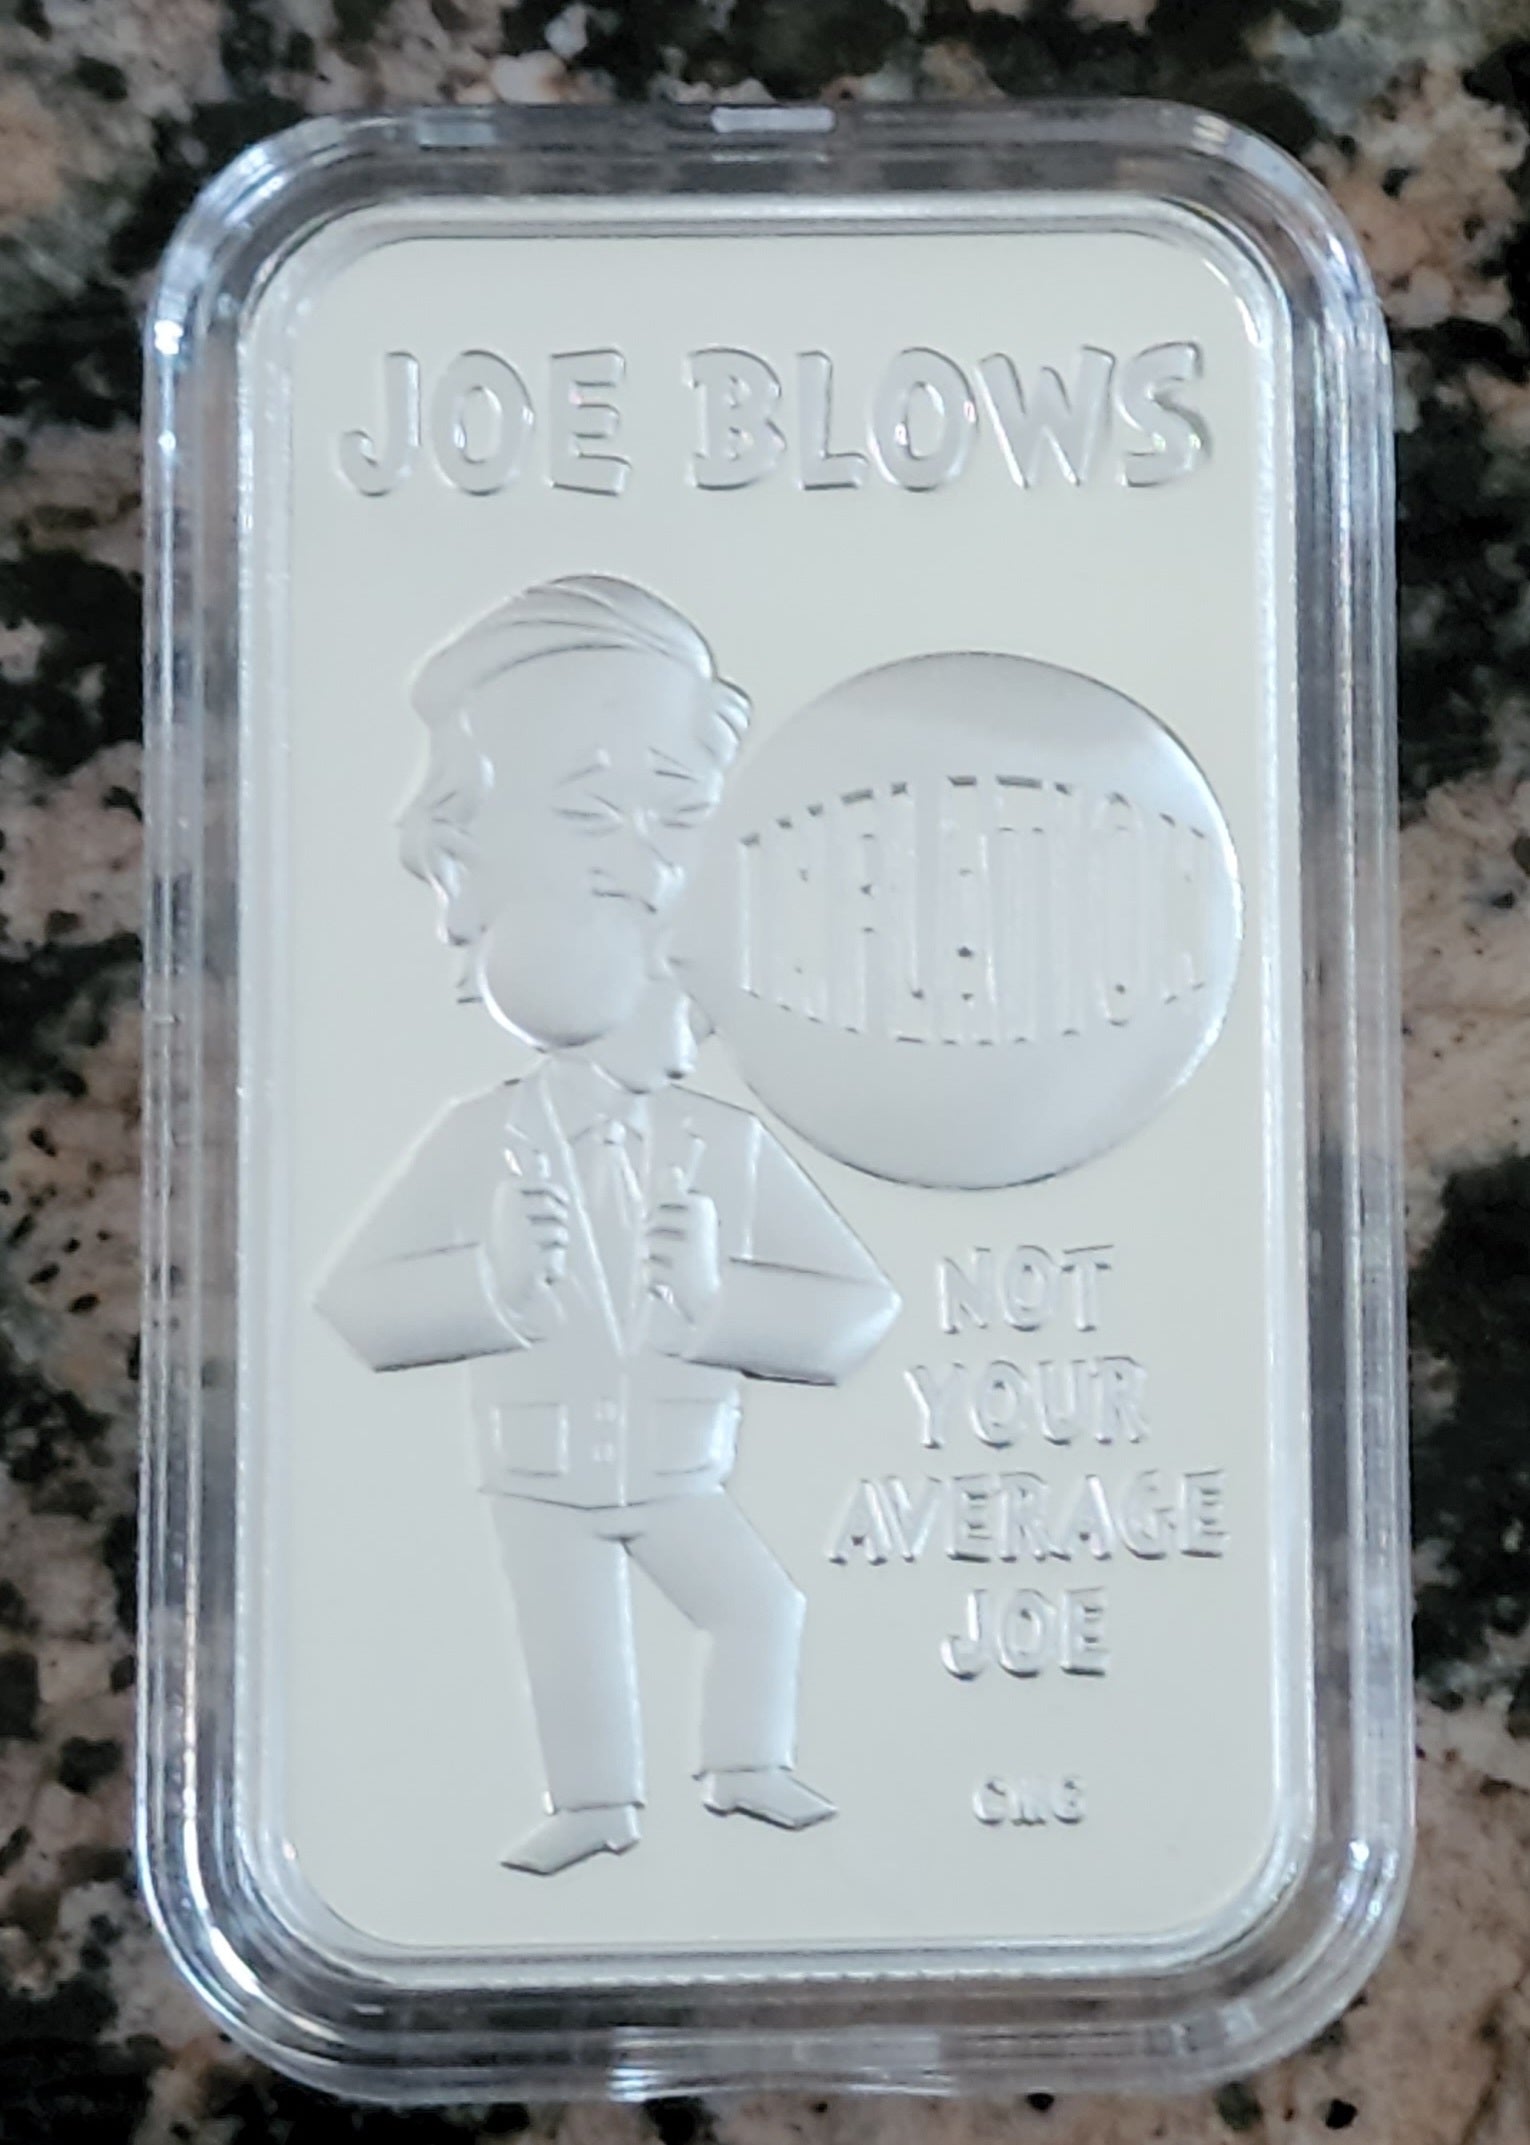 JOE BLOWS
INFLATION
NOT
YOUR
AVERAGE
JOE
CMG